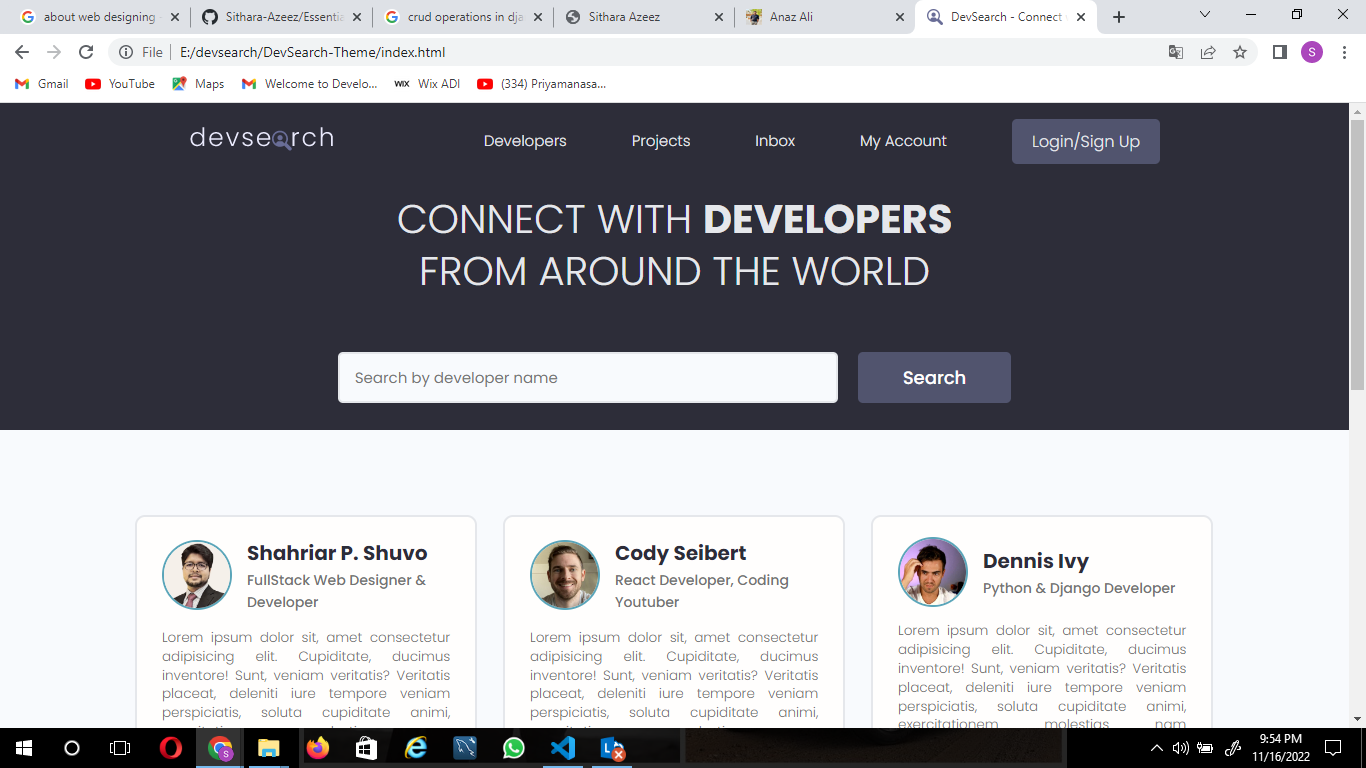 about web designing -
Sithara-Azeez/Essentia
crud operations in dja
Sithara Azeez
Anaz Ali
DevSearch - Connect
File
E:/devsearch/DevSearch-Theme/index.html
S
Gmail
YouTube
Maps
Welcome to Develo...
WIX
Wix ADI
(334) Priyamanasa...
devsearch
Developers
Projects
Inbox
My Account
Login/Sign Up
CONNECT WITH DEVELOPERS
FROM AROUND THE WORLD
Search by developer name
Search
Shahriar P. Shuvo
FullStack Web Designer &
Developer
Lorem ipsum dolor sit, amet consectetur
adipisicing elit. Cupiditate, ducimus
inventore! Sunt, veniam veritatis? Veritatis
placeat, deleniti iure tempore veniam
perspiciatis, soluta cupiditate animi,
Cody Seibert
React Developer, Coding
Youtuber
Lorem ipsum dolor sit, amet consectetur
adipisicing elit. Cupiditate, ducimus
inventore! Sunt, veniam veritatis? Veritatis
placeat, deleniti iure tempore veniam
perspiciatis, soluta cupiditate animi,
Dennis Ivy
Python & Django Developer
Lorem ipsum dolor sit, amet consectetur
adipisicing elit. Cupiditate, ducimus
inventore! Sunt, veniam veritatis? Veritatis
placeat, deleniti iure tempore veniam
perspiciatis, soluta cupiditate animi,
exercitationem molestias nam
S
9:54 PM
11/16/2022